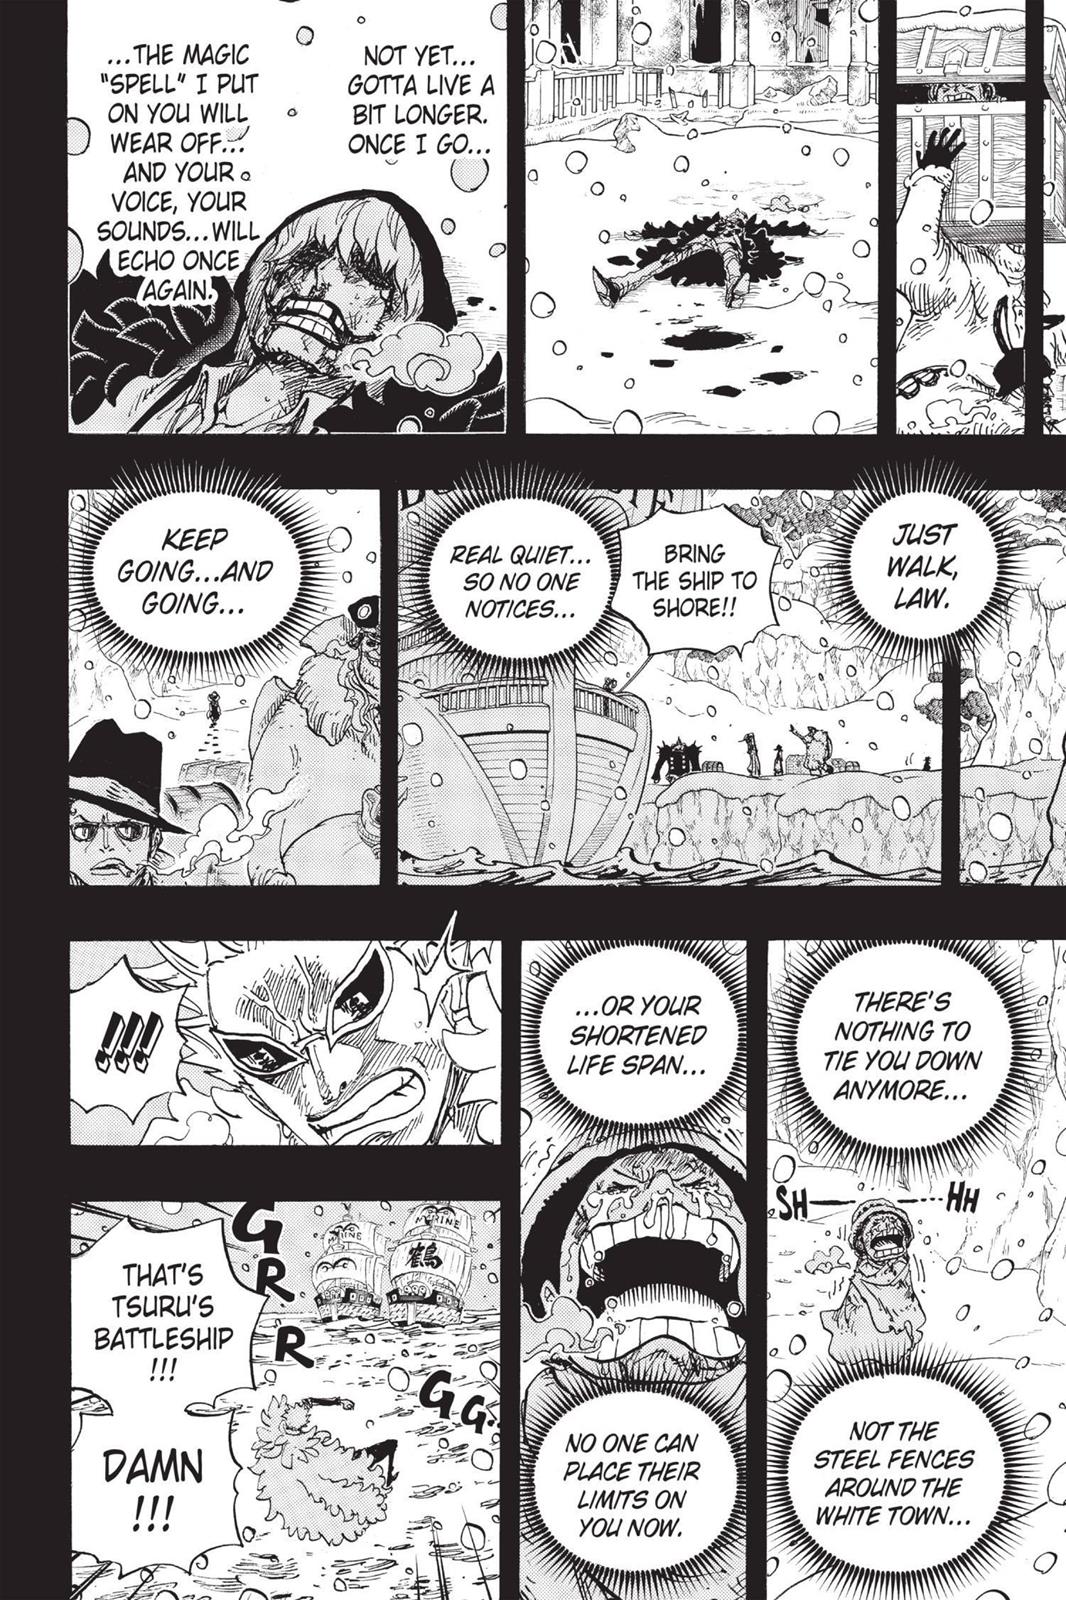 NOT YET...
GOTTA LIVE A
BIT LONGER.
ONCE I GO...
...THE MAGIC
"SPELL" I PUT
ON YOU WILL
WEAR OFF...
AND YOUR
VOICE, YOUR
SOUNDS...WILL
ECHO ONCE
AGAIN.
JUST
WALK,
LAW.
BRING
THE SHIP TO
SHORE!!
REAL QUIET...
SO NO ONE
NOTICES...
KEEP
GOING...AND
GOING...
THERE'S
NOTHING TO
TIE YOU DOWN
ANYMORE...
SH
HH
NOT THE
STEEL FENCES
AROUND THE
WHITE TOWN...
...OR YOUR
SHORTENED
LIFE SPAN...
NO ONE CAN
PLACE THEIR
LIMITS ON
YOU NOW.
!!!!
MARINE
MARINE
鶴
GRR
GG...
THAT'S
TSURU'S
BATTLESHIP
!!!
DAMN
!!!